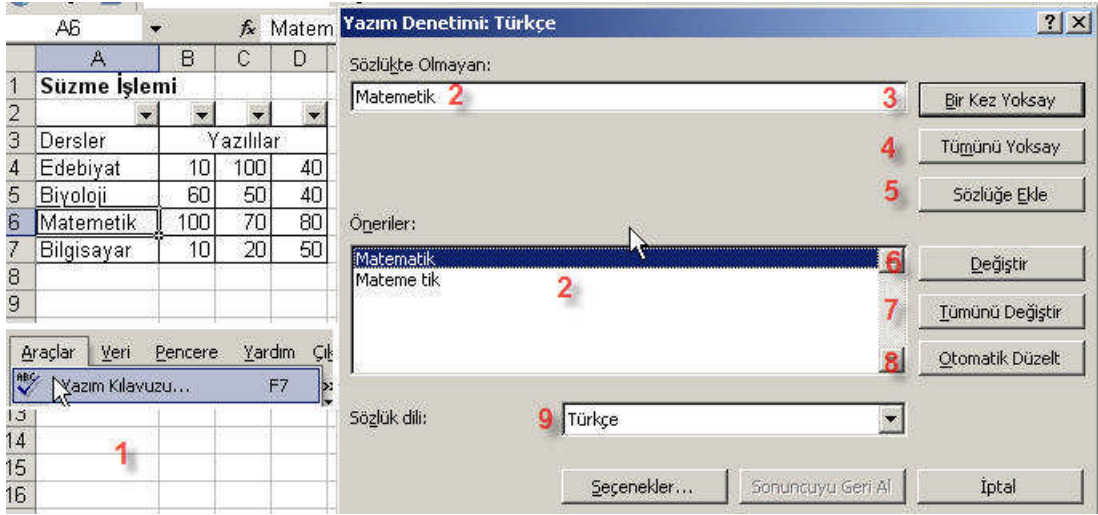 A6 fx Matem
A B C D
1 Süzme İşlemi
2
3 Dersler Yazılılar
4 Edebiyat 10 100 40
5 Biyoloji 60 50 40
6 Matemetik 100 70 80
7 Bilgisayar 10 20 50
8
9
Araçlar Veri Pencere Yardım
ABC Yazım Kılavuzu... F7 »
13
14
1
15
16
Yazım Denetimi: Türkçe ? X
Sözlükte Olmayan:
Matemetik 2 3 Bir Kez Yoksay
4 Tümünü Yoksay
5 Sözlüğe Ekle
Öneriler:
Matematik 6 Değiştir
Mateme tik 2
7 Tümünü Değiştir
8 Otomatik Düzelt
Sözlük dili: 9 Türkçe
Seçenekler... Sonuncuyu Geri Al İptal